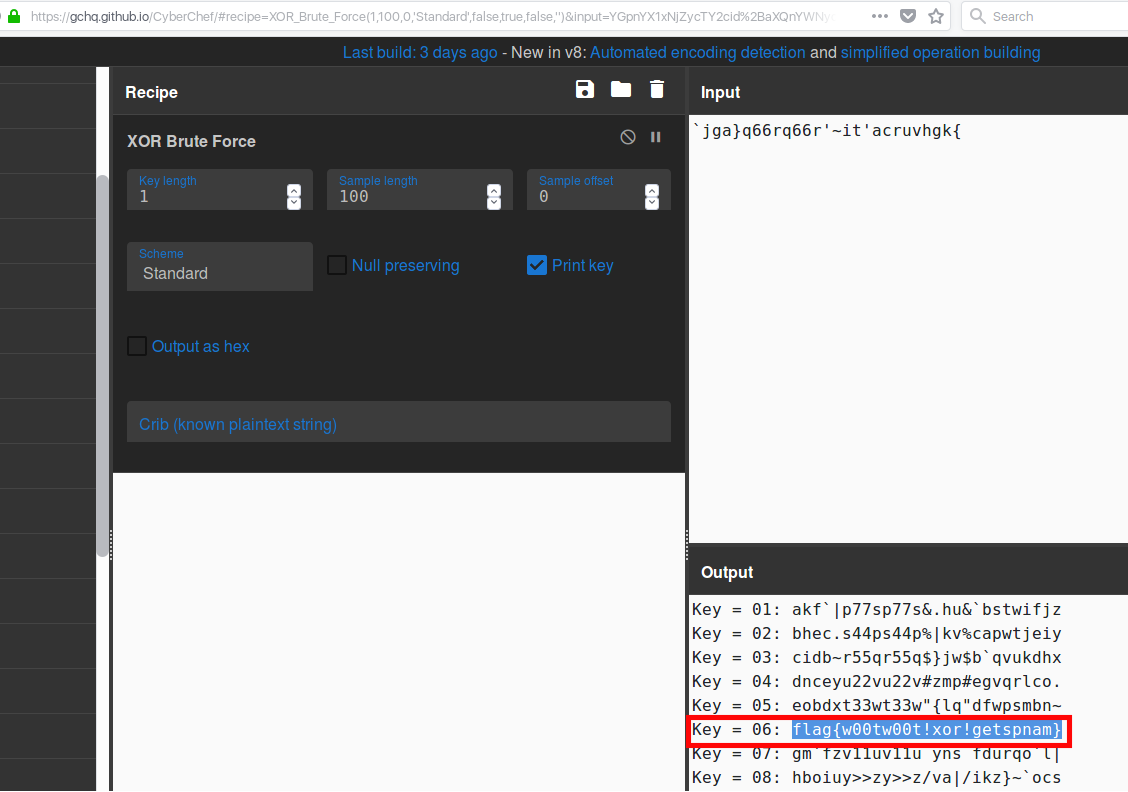 https://gchq.github.io/CyberChef/#recipe=XOR_Brute_Force(1,100,0,'Standard',false,true,false,'')&input=YGpnYX1xNjZycTY2cid%2BaXQnYWNy
Search
Last build: 3 days ago - New in v8: Automated encoding detection and simplified operation building
Recipe
Input
XOR Brute Force
`jga}q66rq66r'~it'acruvhgk{
Key length
Sample length
Sample offset
1
100
0
Scheme
Standard
Null preserving
Print key
Output as hex
Crib (known plaintext string)
Output
Key = 01: akf`|p77sp77s&.hu&`bstwifjz
Key = 02: bhec.s44ps44p%|kv%capwtjeiy
Key = 03: cidb~r55qr55q$}jw$b`qvukdhx
Key = 04: dnceyu22vu22v#zmp#egvqrlco.
Key = 05: eobdxt33wt33w"{lq"dfwpsmbn~
Key = 06: flag{w00tw00t!xor!getspnam}
Key = 07: gm`fzv11uv11u yns fdurqo`l|
Key = 08: hboiuy>>zy>>z/va|/ikz}~`ocs